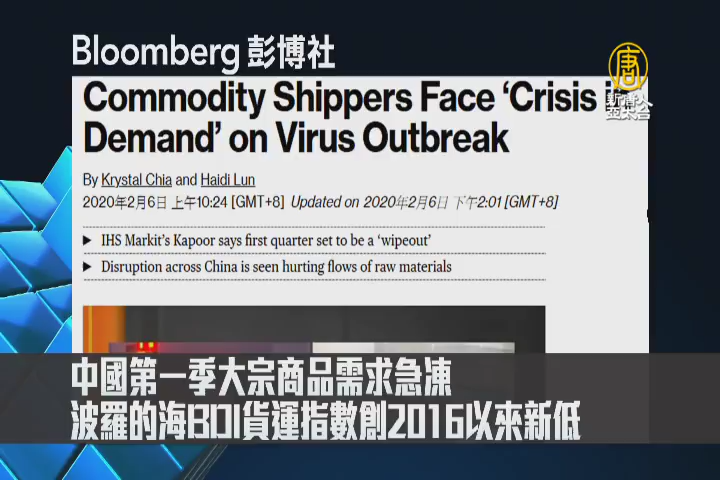 Bloomberg 彭博社
唐
新唐人
亞太台
Commodity Shippers Face ‘Crisis in
Demand’ on Virus Outbreak
By Krystal Chia and Haidi Lun
2020年2月6日 上午10:24 [GMT+8] Updated on 2020年2月6日 下午2:01 [GMT+8]
▶ IHS Markit’s Kapoor says first quarter set to be a ‘wipeout’
▶ Disruption across China is seen hurting flows of raw materials
中國第一季大宗商品需求急凍
波羅的海BDI貨運指數創2016以來新低